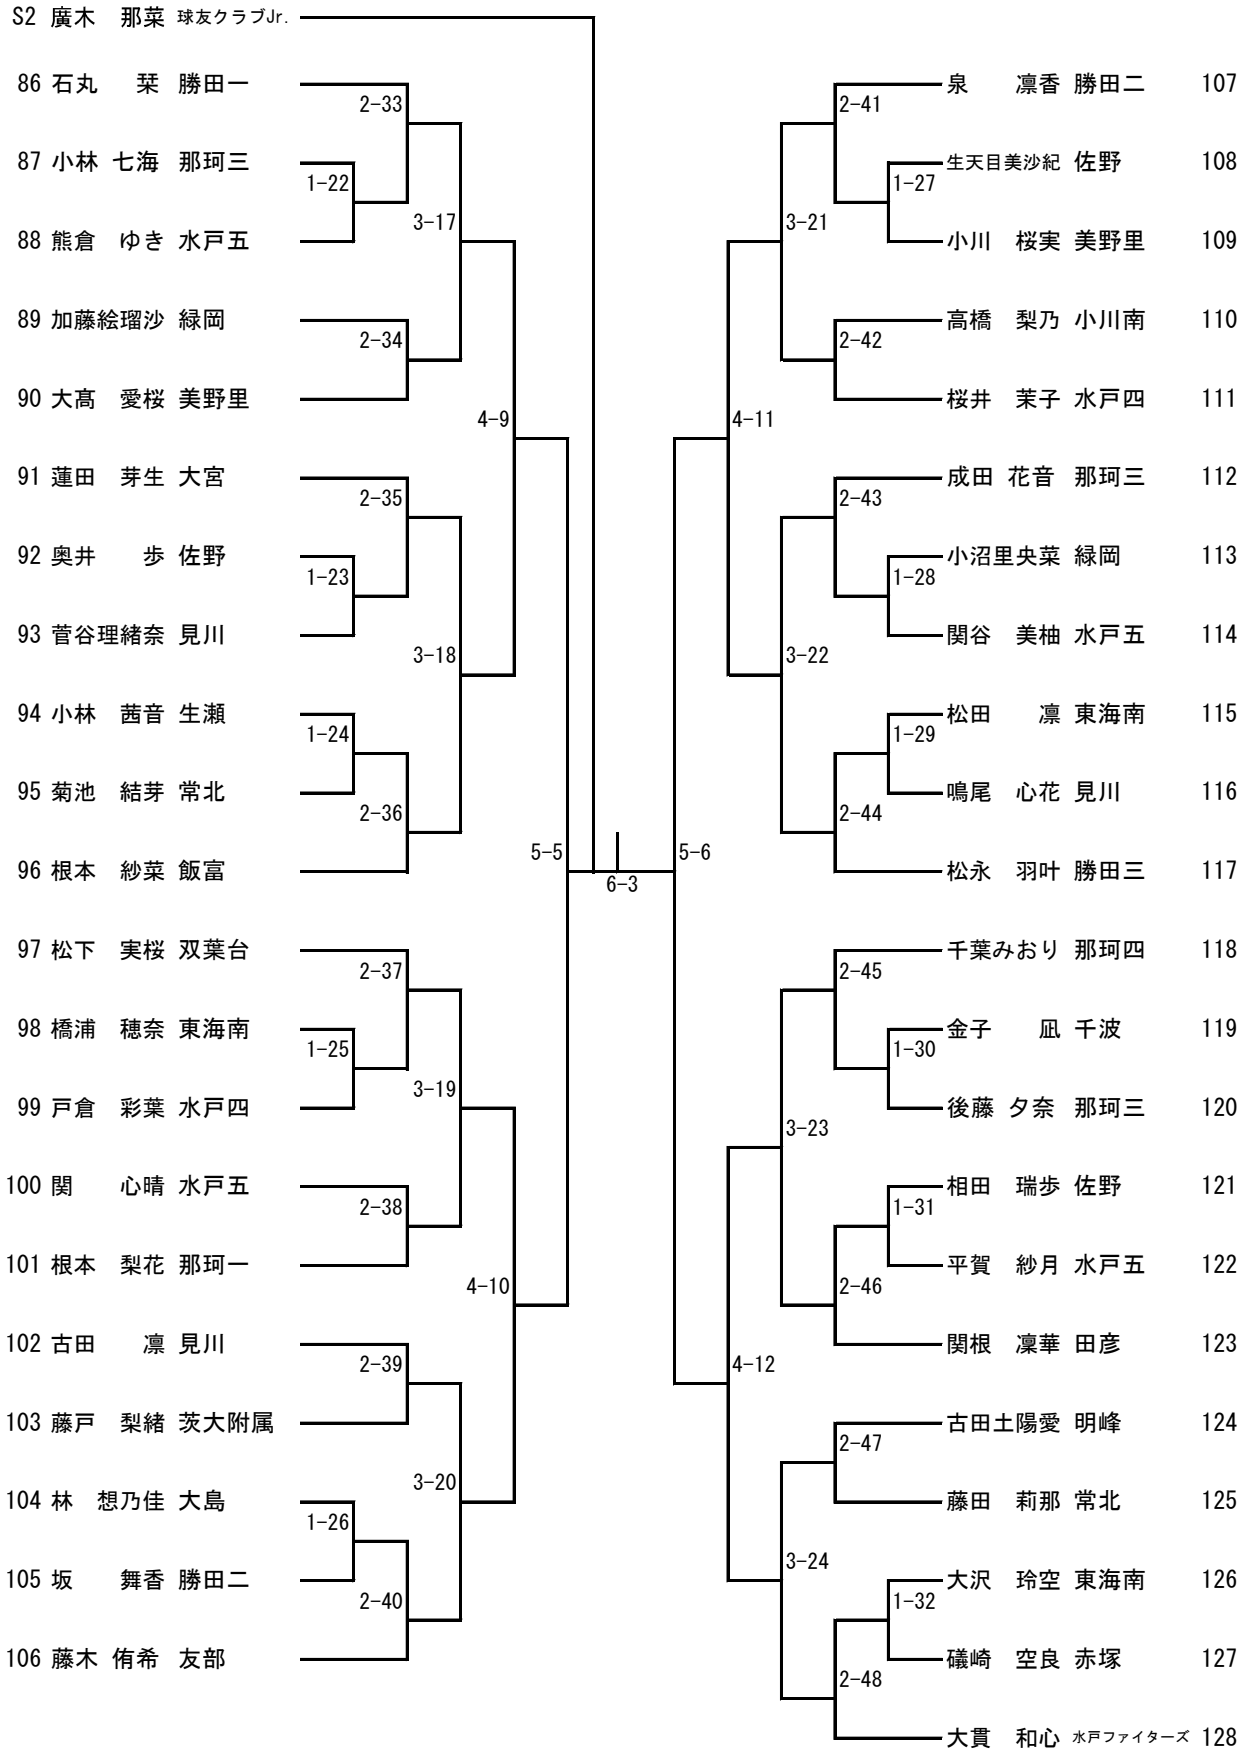 S2 廣木 那菜 球友クラブJr.
86 石丸 栞 勝田一
87 小林 七海 那珂三
88 熊倉 ゆき 水戸五
89 加藤絵瑠沙 緑岡
90 大髙 愛桜 美野里
91 蓮田 芽生 大宮
92 奥井 歩 佐野
93 菅谷理緒奈 見川
94 小林 茜音 生瀬
95 菊池 結芽 常北
96 根本 紗菜 飯富
97 松下 実桜 双葉台
98 橋浦 穂奈 東海南
99 戸倉 彩葉 水戸四
100 関 心晴 水戸五
101 根本 梨花 那珂一
102 古田 凛 見川
103 藤戸 梨緒 茨大附属
104 林 想乃佳 大島
105 坂 舞香 勝田二
106 藤木 侑希 友部
2-33
1-22
3-17
2-34
4-9
2-35
1-23
3-18
1-24
2-36
5-5
2-37
1-25
3-19
2-38
4-10
2-39
3-20
1-26
2-40
6-3
5-6
2-41
1-27
3-21
2-42
4-11
2-43
1-28
3-22
1-29
2-44
2-45
1-30
3-23
1-31
2-46
4-12
2-47
3-24
1-32
2-48
泉 凛香 勝田二 107
生天目美沙紀 佐野 108
小川 桜実 美野里 109
高橋 梨乃 小川南 110
桜井 茉子 水戸四 111
成田 花音 那珂三 112
小沼里央菜 緑岡 113
関谷 美柚 水戸五 114
松田 凛 東海南 115
鳴尾 心花 見川 116
松永 羽叶 勝田三 117
千葉みおり 那珂四 118
金子 凪 千波 119
後藤 夕奈 那珂三 120
相田 瑞歩 佐野 121
平賀 紗月 水戸五 122
関根 凜華 田彦 123
古田土陽愛 明峰 124
藤田 莉那 常北 125
大沢 玲空 東海南 126
礒崎 空良 赤塚 127
大貫 和心 水戸ファイターズ 128